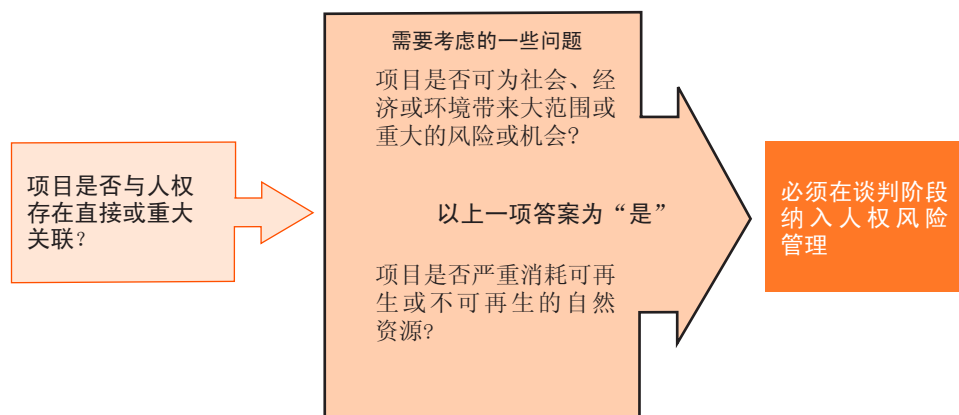 项目是否与人权
存在直接或重大
关联?
需要考虑的一些问题
项目是否可为社会、经
济或环境带来大范围或
重大的风险或机会?
以上一项答案为“是”
项目是否严重消耗可再
生或不可再生的自然
资源?
必须在谈判阶段
纳入人权风险
管理